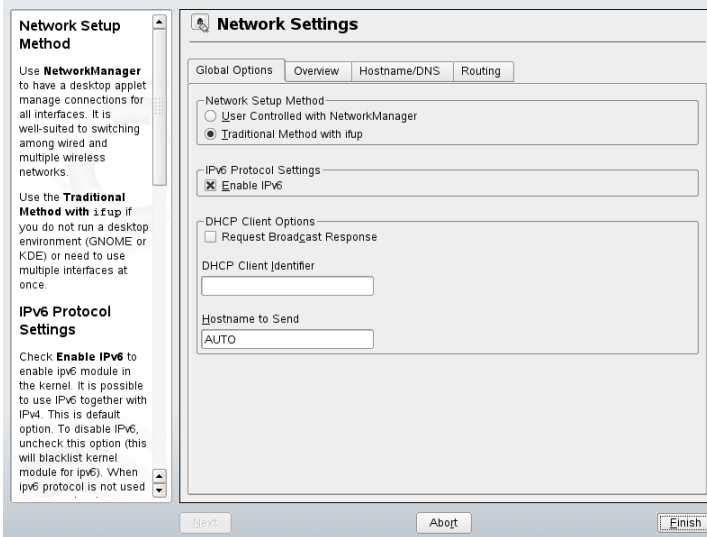 Network Setup
Method
Use NetworkManager
to have a desktop applet
manage connections for
all interfaces. It is
well-suited to switching
among wired and
multiple wireless
networks.
Use the Traditional
Method with ifup if
you do not run a desktop
environment (GNOME or
KDE) or need to use
multiple interfaces at
once.
IPv6 Protocol
Settings
Check Enable IPv6 to
enable ipv6 module in
the kernel. It is possible
to use IPv6 together with
IPv4. This is default
option. To disable IPv6,
uncheck this option (this
will blacklist kernel
module for ipv6). When
ipv6 protocol is not used
Network Settings
Global Options Overview Hostname/DNS Routing
Network Setup Method
User Controlled with NetworkManager
Traditional Method with ifup
IPv6 Protocol Settings
Enable IPv6
DHCP Client Options
Request Broadcast Response
DHCP Client Identifier
Hostname to Send
AUTO
Next Abort Finish